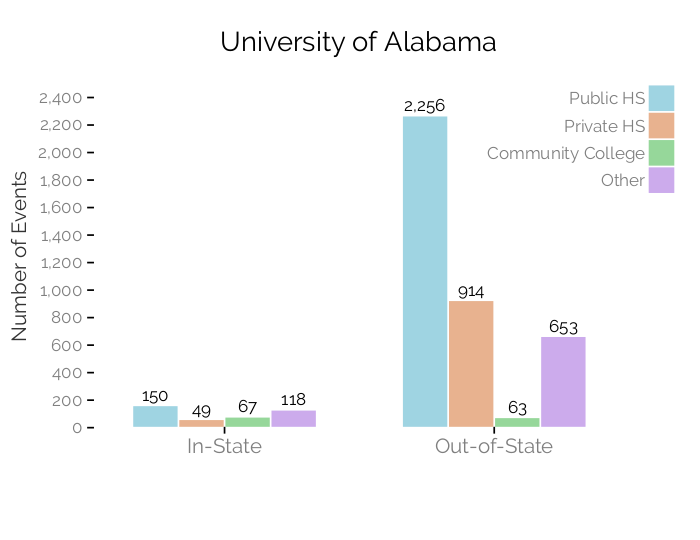 University of Alabama
Number of Events
2,400
2,200
2,000
1,800
1,600
1,400
1,200
1,000
800
600
400
200
0
150
49
67
118
2,256
914
63
653
In-State
Out-of-State
Public HS
Private HS
Community College
Other